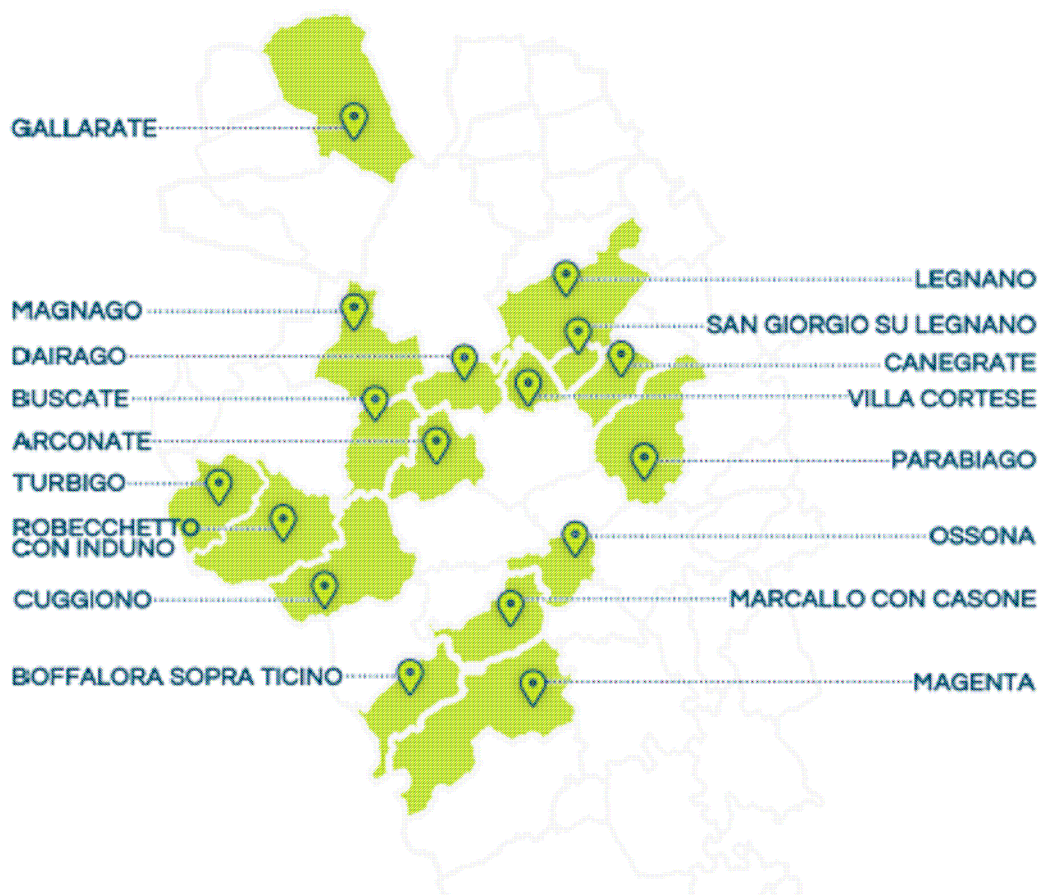 GALLARATE
MAGNAGO
DAIRAGO
BUSCATE
ARCONATE
TURBIGO
ROBECCHETTO
CON INDUNO
CUGGIONO
BOFFALORA SOPRA TICINO
LEGNANO
SAN GIORGIO SU LEGNANO
CANEGRATE
VILLA CORTESE
PARABIAGO
OSSONA
MARCALLO CON CASONE
MAGENTA